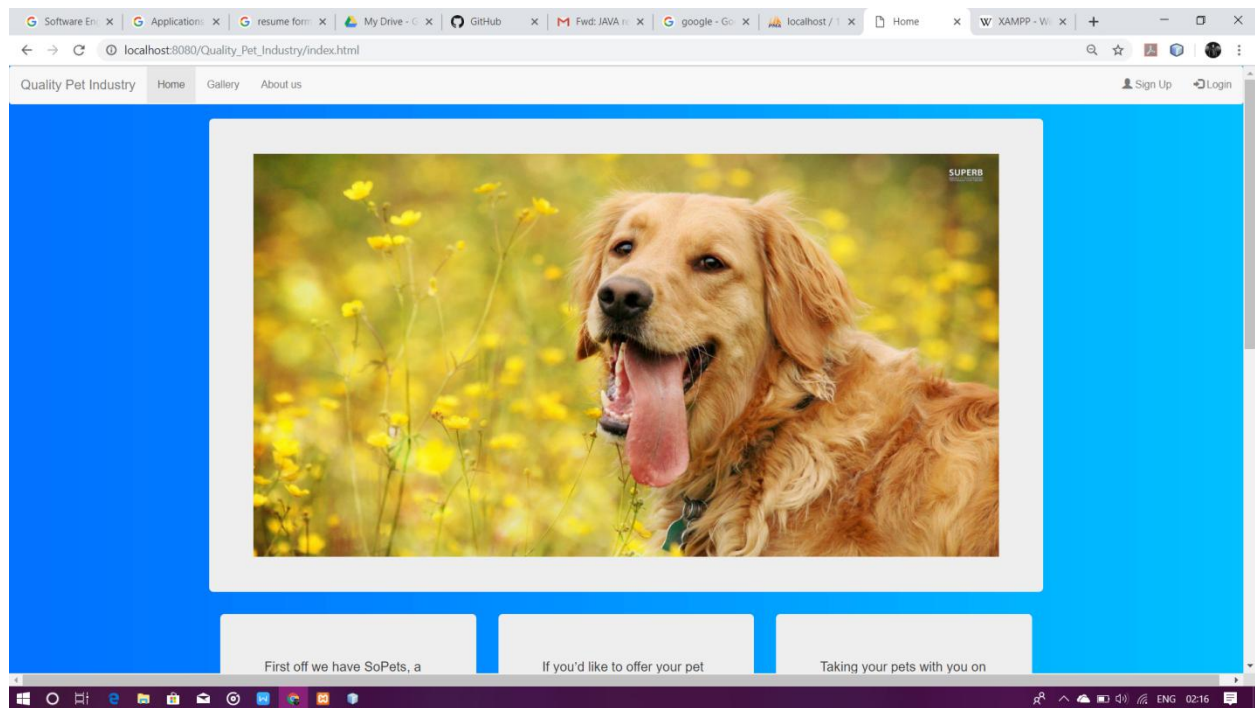 Software Eng
Applications
resume form
My Drive - G
GitHub
Fwd: JAVA re
google - Goo
localhost / 1
Home
XAMPP - Wi
localhost:8080/Quality_Pet_Industry/index.html
Quality Pet Industry Home Gallery About us Sign Up Login
SUPERB
First off we have SoPets, a
If you'd like to offer your pet
Taking your pets with you on
ENG 02:16